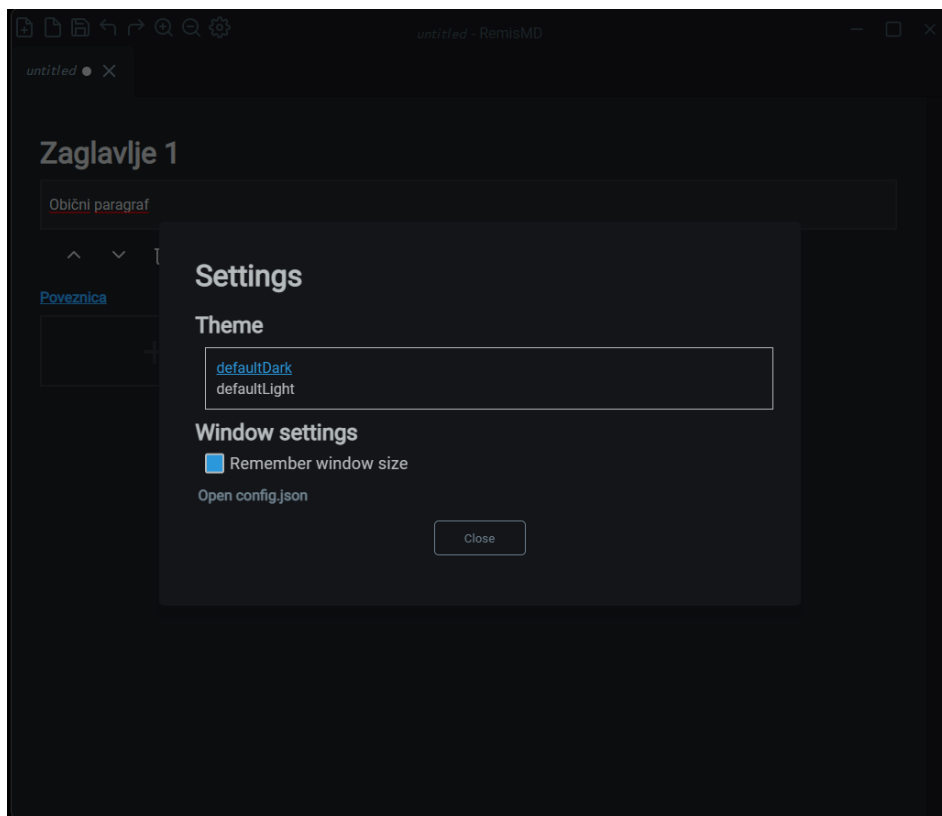 untitled - RemisMD
untitled
Zaglavlje 1
Obični paragraf
Poveznica
Settings
Theme
defaultDark
defaultLight
Window settings
Remember window size
Open config.json
Close